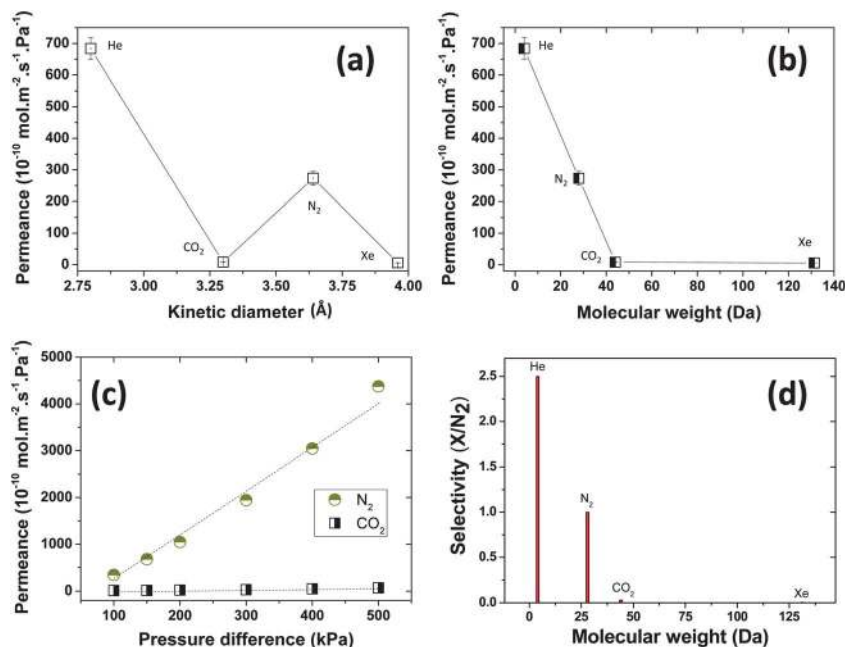 (a)
Permeance (10⁻¹⁰ mol.m⁻².s⁻¹.Pa⁻¹)
700
600
500
400
300
200
100
0
He
CO₂
N₂
Xe
2.75 3.00 3.25 3.50 3.75 4.00
Kinetic diameter (Å)
(b)
Permeance (10⁻¹⁰ mol.m⁻².s⁻¹.Pa⁻¹)
700
600
500
400
300
200
100
0
He
N₂
CO₂
Xe
0 20 40 60 80 100 120 140
Molecular weight (Da)
(c)
Permeance (10⁻¹⁰ mol.m⁻².s⁻¹.Pa⁻¹)
5000
4000
3000
2000
1000
0
N₂
CO₂
100 200 300 400 500
Pressure difference (kPa)
(d)
Selectivity (X/N₂)
2.5
2.0
1.5
1.0
0.5
0.0
He
N₂
CO₂
Xe
0 25 50 75 100 125
Molecular weight (Da)